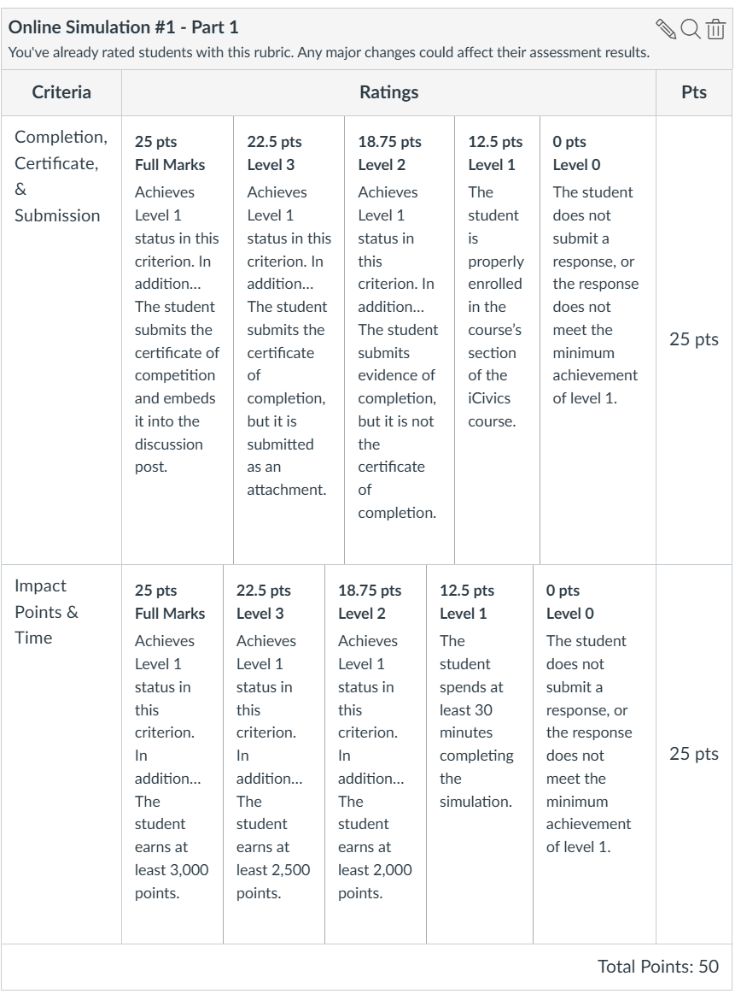 Online Simulation #1 - Part 1
You've already rated students with this rubric. Any major changes could affect their assessment results.
Criteria
Ratings
Pts
Completion,
Certificate,
&
Submission
25 pts
Full Marks
Achieves
Level 1
status in this
criterion. In
addition...
The student
submits the
certificate of
competition
and embeds
it into the
discussion
post.
22.5 pts
Level 3
Achieves
Level 1
status in this
criterion. In
addition...
The student
submits the
certificate
of
completion,
but it is
submitted
as an
attachment.
18.75 pts
Level 2
Achieves
Level 1
status in
this
criterion. In
addition...
The student
submits
evidence of
completion,
but it is not
the
certificate
of
completion.
12.5 pts
Level 1
The
student
is
properly
enrolled
in the
course’s
section
of the
iCivics
course.
0 pts
Level 0
The student
does not
submit a
response, or
the response
does not
meet the
minimum
achievement
of level 1.
25 pts
Impact
Points &
Time
25 pts
Full Marks
Achieves
Level 1
status in
this
criterion.
In
addition...
The
student
earns at
least 3,000
points.
22.5 pts
Level 3
Achieves
Level 1
status in
this
criterion.
In
addition...
The
student
earns at
least 2,500
points.
18.75 pts
Level 2
Achieves
Level 1
status in
this
criterion.
In
addition...
The
student
earns at
least 2,000
points.
12.5 pts
Level 1
The
student
spends at
least 30
minutes
completing
the
simulation.
0 pts
Level 0
The student
does not
submit a
response, or
the response
does not
meet the
minimum
achievement
of level 1.
25 pts
Total Points: 50